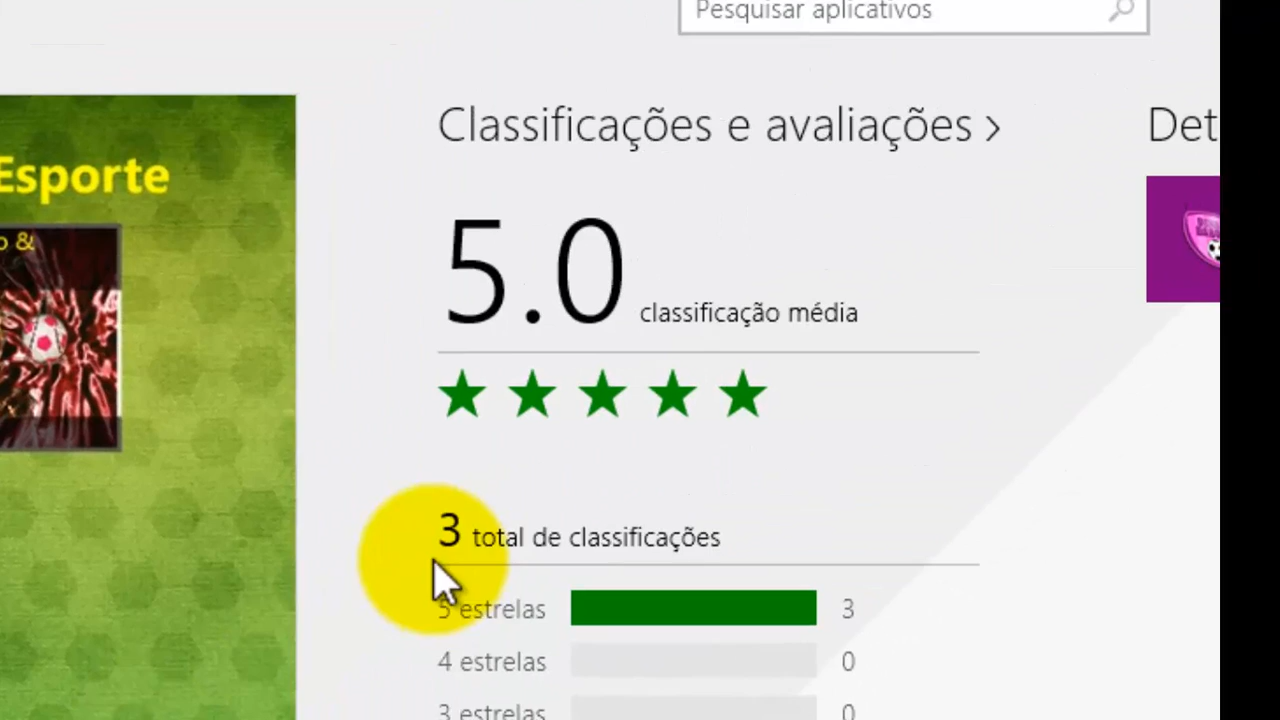 Pesquisar aplicativos
Classificações e avaliações >
Det
Esporte
o &
5.0 classificação média
3 total de classificações
5 estrelas 3
4 estrelas 0
3 estrelas 0